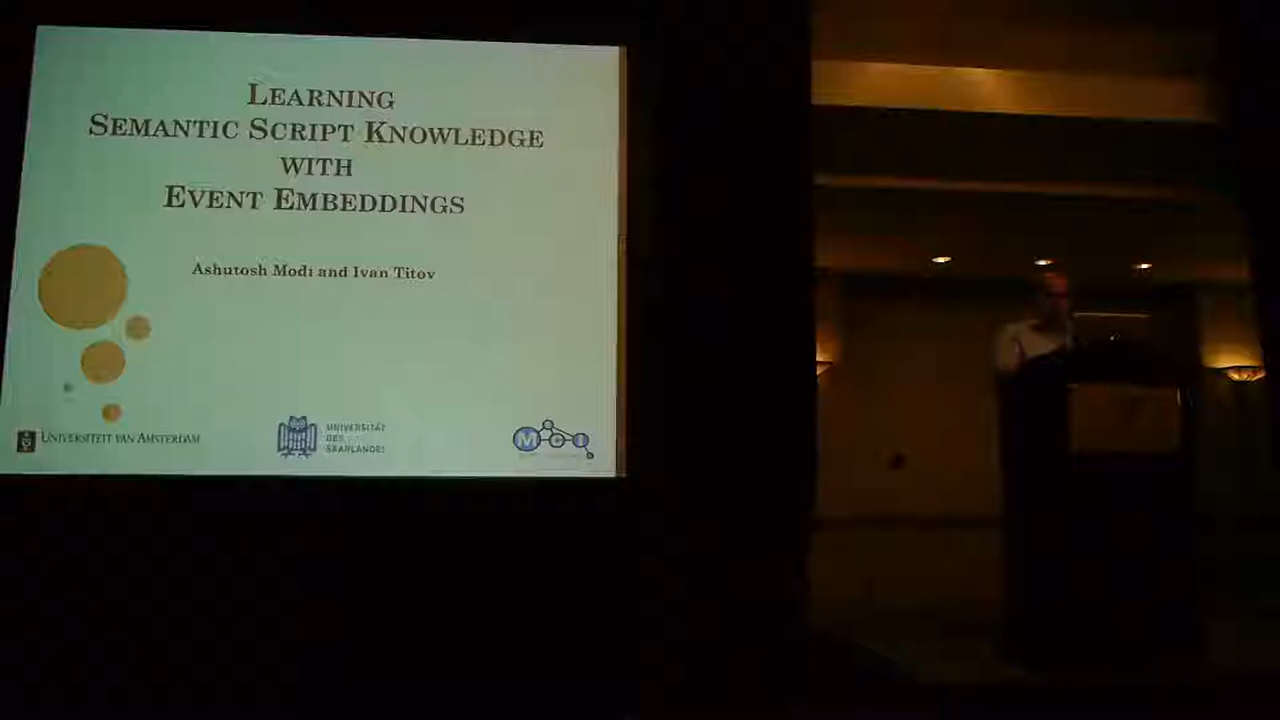 LEARNING
SEMANTIC SCRIPT KNOWLEDGE
WITH
EVENT EMBEDDINGS
Ashutosh Modi and Ivan Titov
UNIVERSITEIT VAN AMSTERDAM
UNIVERSITÄT
DES
SAARLANDES
M C I